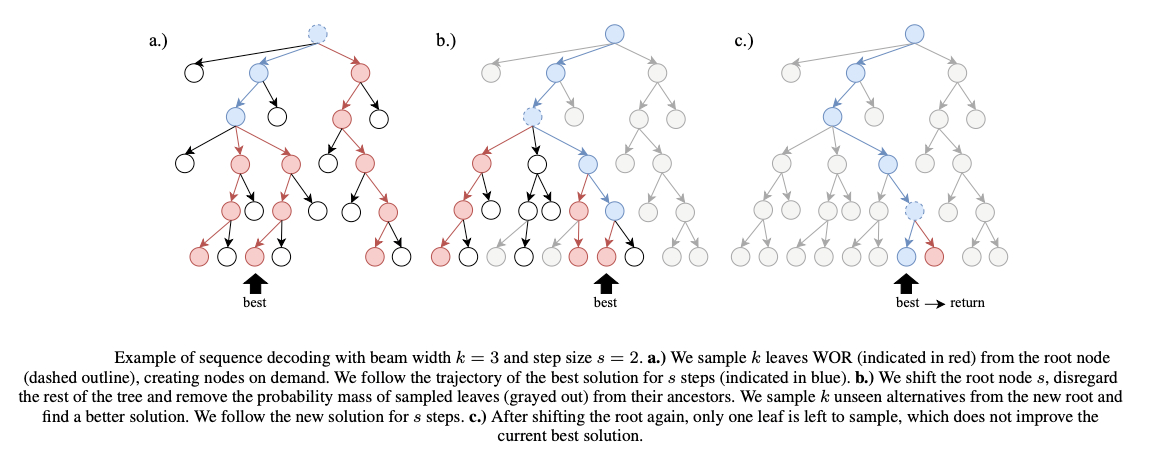 a.)
b.)
c.)
best
best
best → return
Example of sequence decoding with beam width k = 3 and step size s = 2. a.) We sample k leaves WOR (indicated in red) from the root node
(dashed outline), creating nodes on demand. We follow the trajectory of the best solution for s steps (indicated in blue). b.) We shift the root node s, disregard
the rest of the tree and remove the probability mass of sampled leaves (grayed out) from their ancestors. We sample k unseen alternatives from the new root and
find a better solution. We follow the new solution for s steps. c.) After shifting the root again, only one leaf is left to sample, which does not improve the
current best solution.